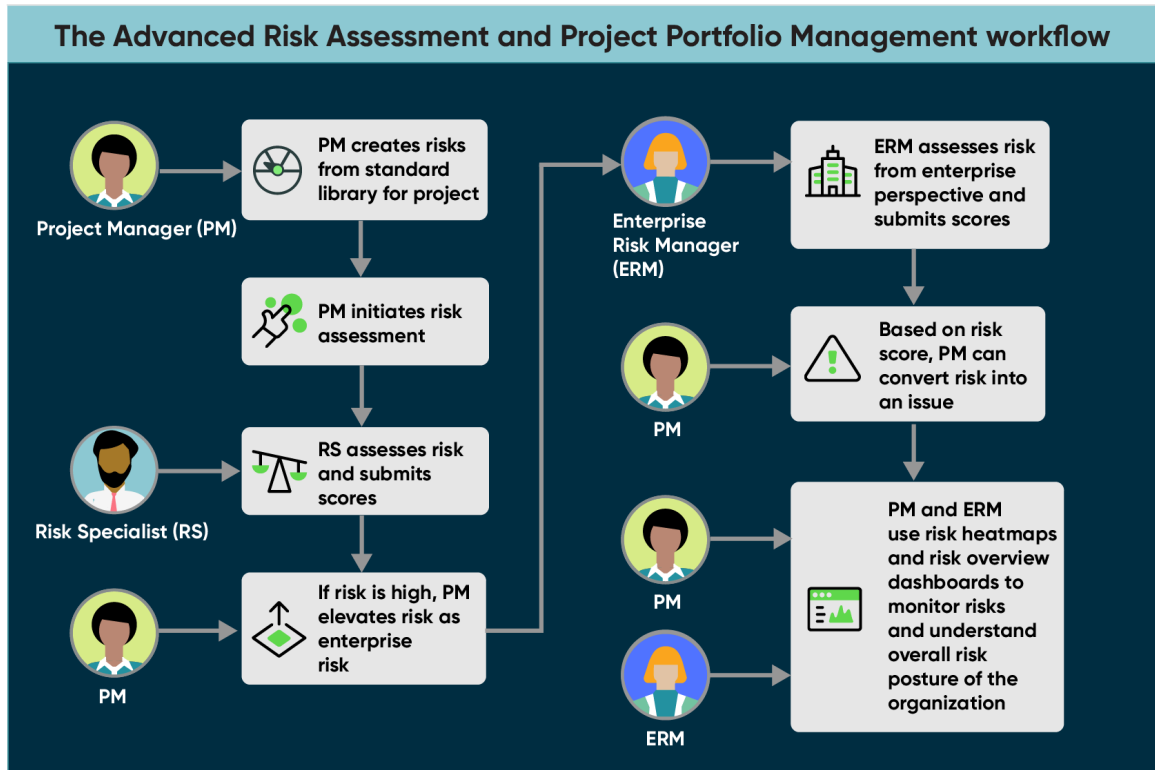 The Advanced Risk Assessment and Project Portfolio Management workflow
Project Manager (PM)
PM creates risks
from standard
library for project
PM initiates risk
assessment
Risk Specialist (RS)
RS assesses risk
and submits
scores
PM
If risk is high, PM
elevates risk as
enterprise
risk
Enterprise
Risk Manager
(ERM)
ERM assesses risk
from enterprise
perspective and
submits scores
PM
Based on risk
score, PM can
convert risk into
an issue
PM
ERM
PM and ERM
use risk heatmaps
and risk overview
dashboards to
monitor risks
and understand
overall risk
posture of the
organization